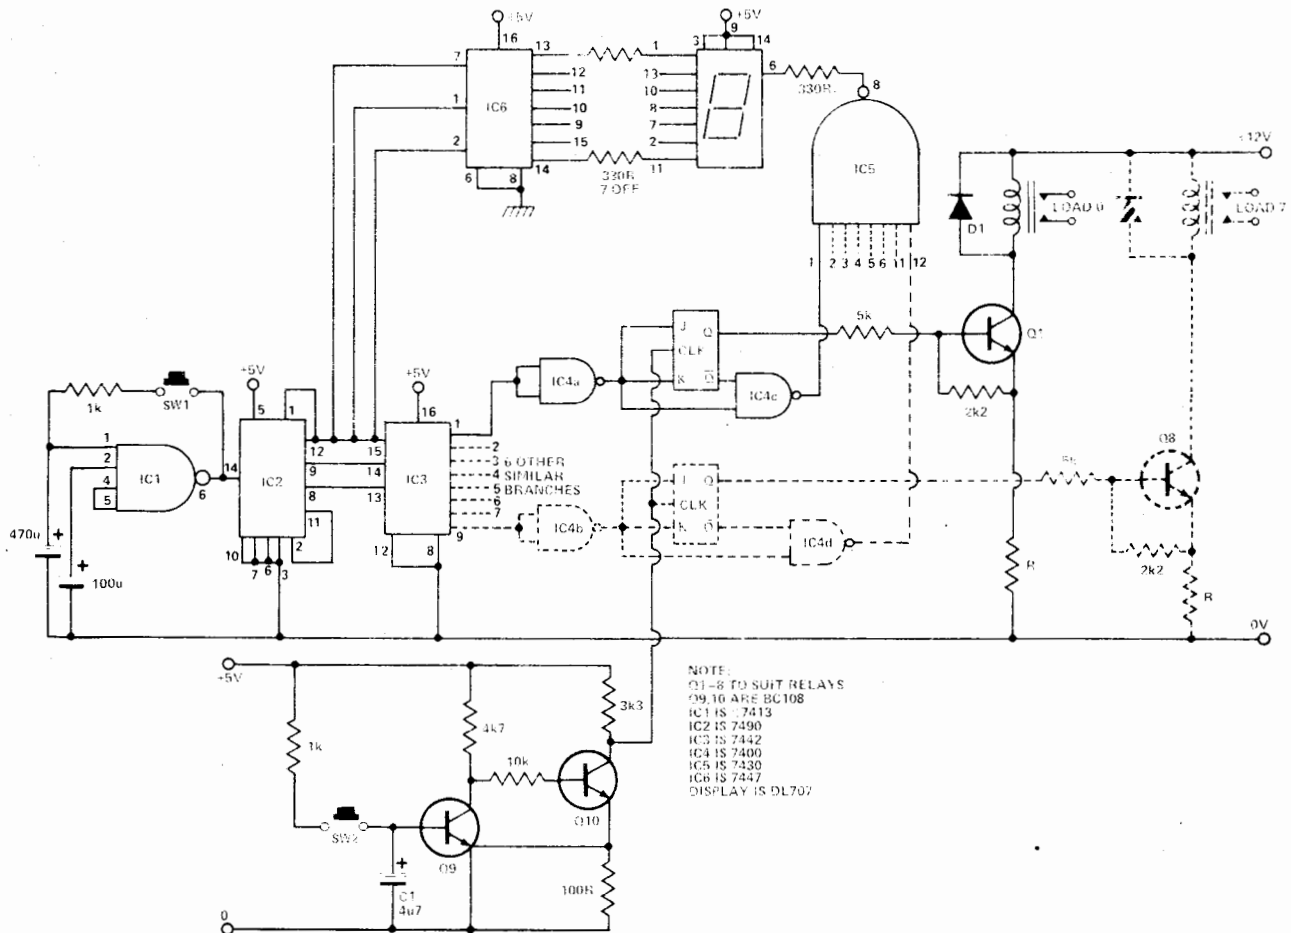 +5V
16
7
13
12
11
10
9
15
14
1
2
IC6
6
8
330R
7 OFF
+5V
9
3
14
1
13
10
8
7
2
11
6
330R
8
IC5
1
2
3
4
5
6
11
12
+12V
D1
LOAD 0
LOAD 7
5k
Q1
2k2
R
5k
Q8
2k2
R
0V
1k
SW1
1
2
4
5
IC1
6
470u
+
100u
+
+5V
5
1
14
IC2
12
9
8
11
2
10
7
6
3
+5V
16
15
14
13
IC3
1
2
3
4
5
6
7
9
12
8
6 OTHER
SIMILAR
BRANCHES
IC4a
J
Q
CLK
K
Q
IC4c
IC4b
J
Q
CLK
K
Q
IC4d
+5V
1k
SW2
+
C1
4u7
4k7
Q9
10k
Q10
3k3
100R
0
NOTE:
Q1-8 TO SUIT RELAYS
Q9,10 ARE BC108
IC1 IS 7413
IC2 IS 7490
IC3 IS 7442
IC4 IS 7400
IC5 IS 7430
IC6 IS 7447
DISPLAY IS DL707